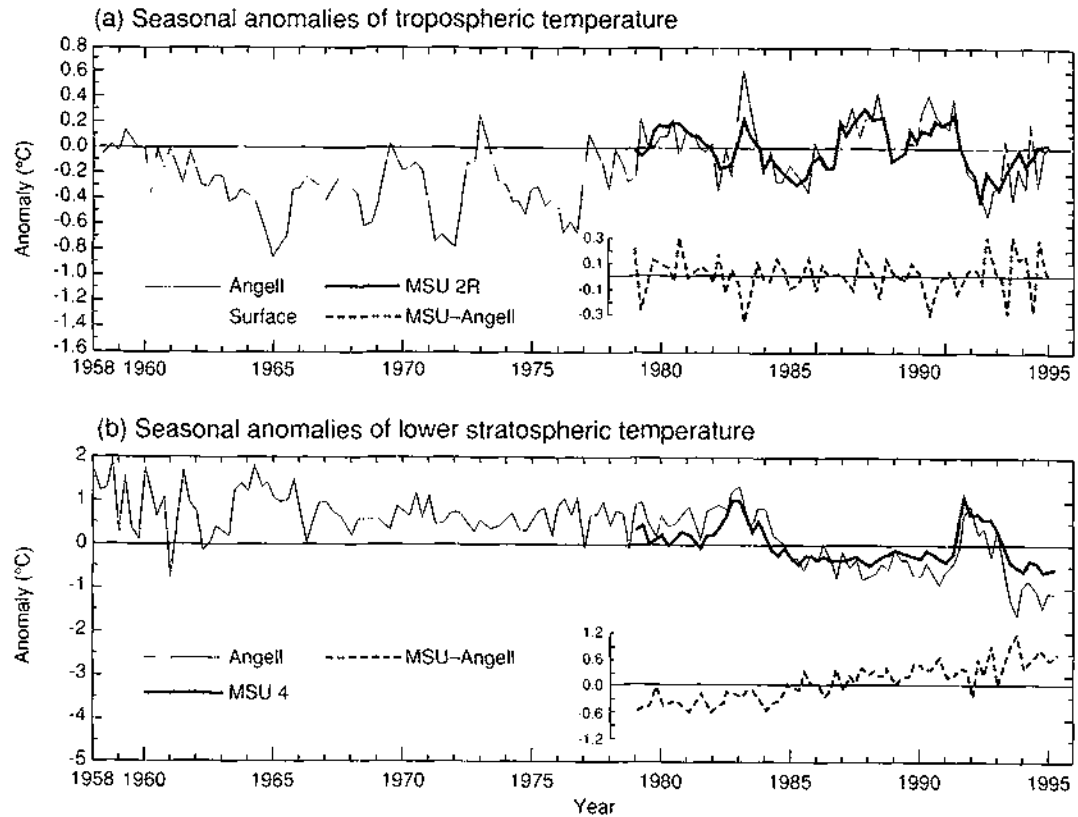 (a) Seasonal anomalies of tropospheric temperature
0.8
0.6
0.4
0.2
0.0
-0.2
-0.4
-0.6
-0.8
-1.0
-1.2
-1.4
-1.6
Anomaly (°C)
0.3
0.1
-0.1
-0.3
Angell
MSU 2R
Surface
MSU–Angell
1958 1960 1965 1970 1975 1980 1985 1990 1995
(b) Seasonal anomalies of lower stratospheric temperature
2
1
0
-1
-2
-3
-4
-5
Anomaly (°C)
1.2
0.6
0.0
-0.6
-1.2
Angell
MSU–Angell
MSU 4
1958 1960 1965 1970 1975 1980 1985 1990 1995
Year